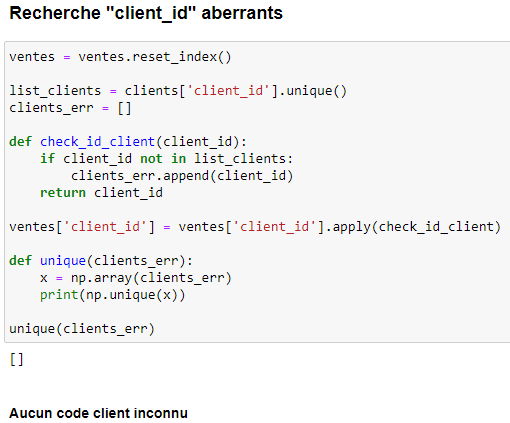 Recherche "client_id" aberrants
ventes = ventes.reset_index()
list_clients = clients['client_id'].unique()
clients_err = []
def check_id_client(client_id):
    if client_id not in list_clients:
        clients_err.append(client_id)
    return client_id
ventes['client_id'] = ventes['client_id'].apply(check_id_client)
def unique(clients_err):
    x = np.array(clients_err)
    print(np.unique(x))
unique(clients_err)
[]
Aucun code client inconnu